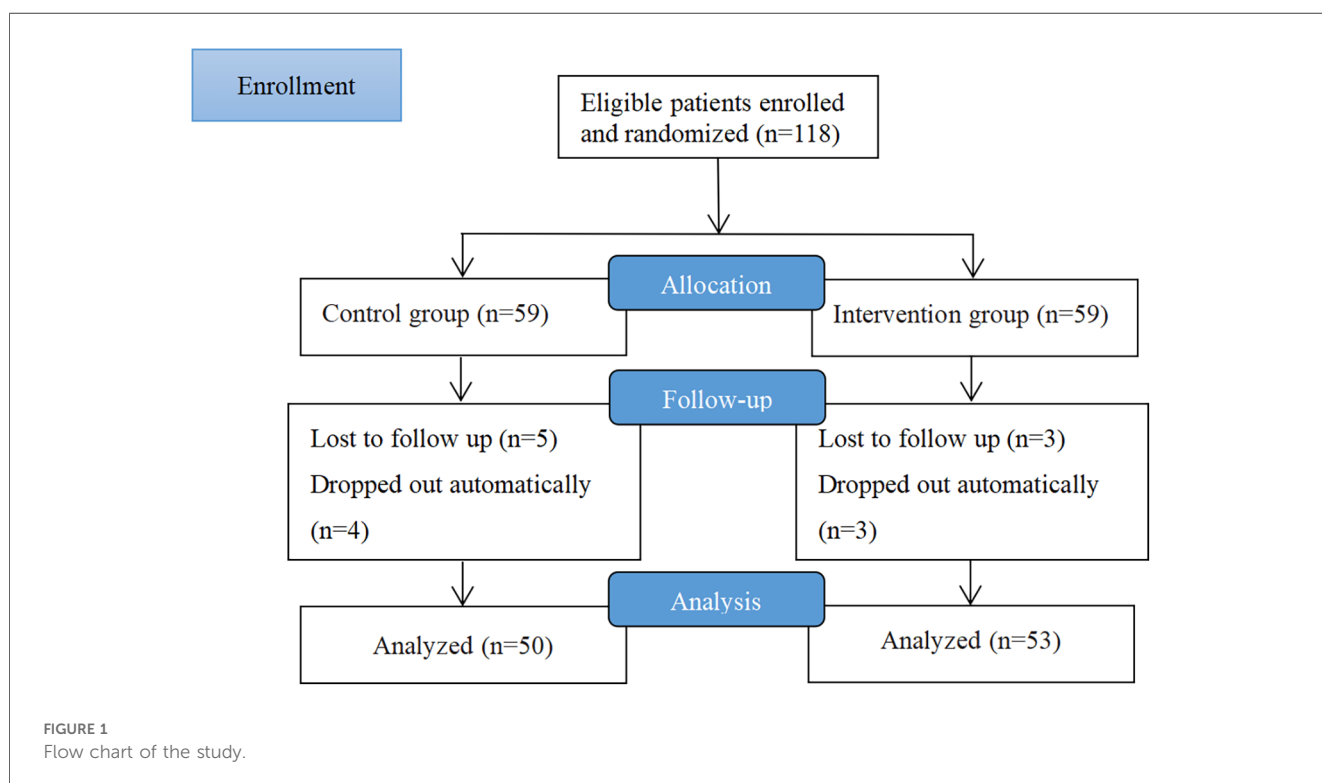 Enrollment
Eligible patients enrolled
and randomized (n=118)
Allocation
Control group (n=59)
Intervention group (n=59)
Follow-up
Lost to follow up (n=5)
Dropped out automatically
(n=4)
Lost to follow up (n=3)
Dropped out automatically
(n=3)
Analysis
Analyzed (n=50)
Analyzed (n=53)
FIGURE 1
Flow chart of the study.